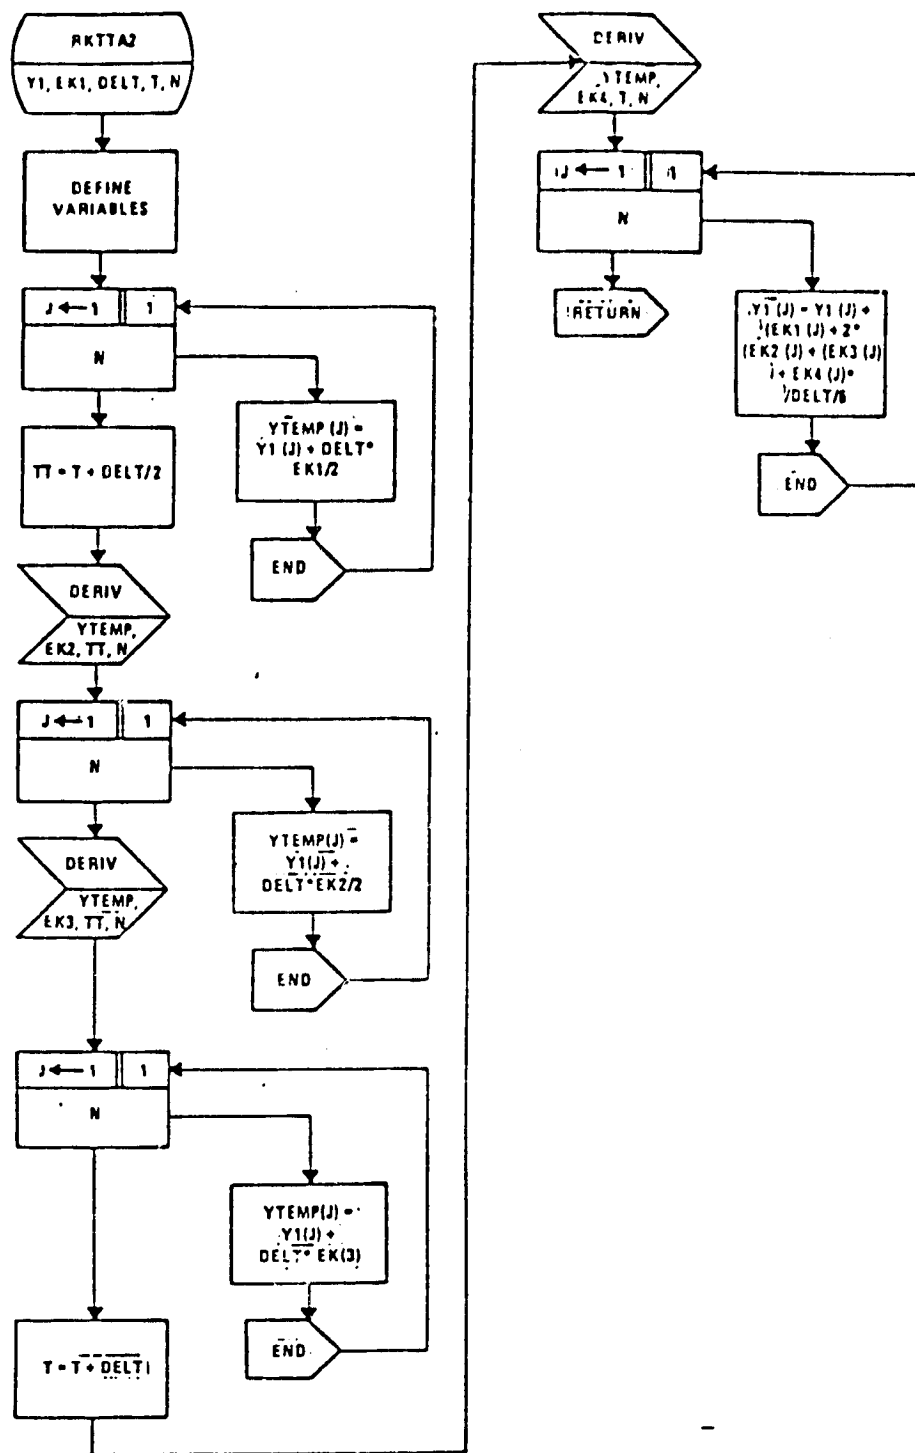 RKTTA2
Y1, EK1, DELT, T, N
DEFINE
VARIABLES
J ← 1 1
N
YTEMP (J) =
Y1 (J) + DELT*
EK1/2
END
TT = T + DELT/2
DERIV
YTEMP,
EK2, TT, N
J ← 1 1
N
YTEMP(J) =
Y1(J) +
DELT*EK2/2
END
DERIV
YTEMP,
EK3, TT, N
J ← 1 1
N
YTEMP(J) =
Y1(J) +
DELT* EK(3)
END
T = T + DELT
DERIV
YTEMP,
EK4, T, N
J ← 1 1
N
RETURN
Y1 (J) = Y1 (J) +
(EK1 (J) + 2*
(EK2 (J) + (EK3 (J)
) + EK4 (J)*
/DELT/6
END